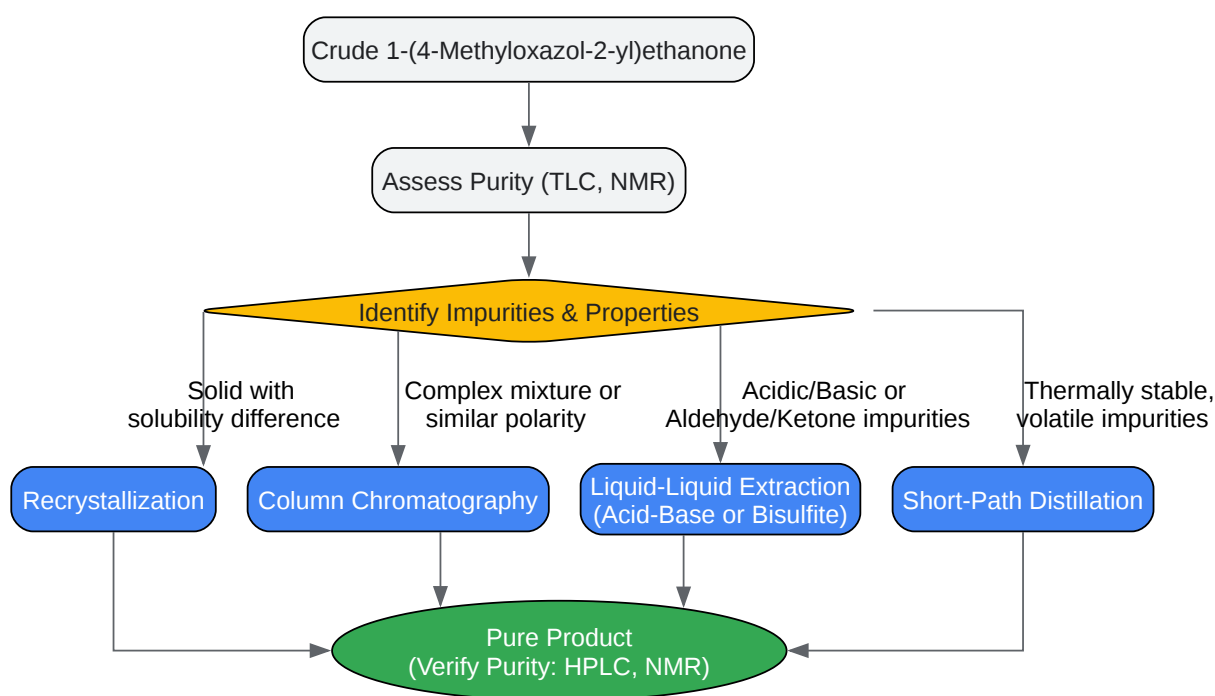 Crude 1-(4-Methyloxazol-2-yl)ethanone
Assess Purity (TLC, NMR)
Identify Impurities & Properties
Solid with
solubility difference
Complex mixture or
similar polarity
Acidic/Basic or
Aldehyde/Ketone impurities
Thermally stable,
volatile impurities
Recrystallization
Column Chromatography
Liquid-Liquid Extraction
(Acid-Base or Bisulfite)
Short-Path Distillation
Pure Product
(Verify Purity: HPLC, NMR)